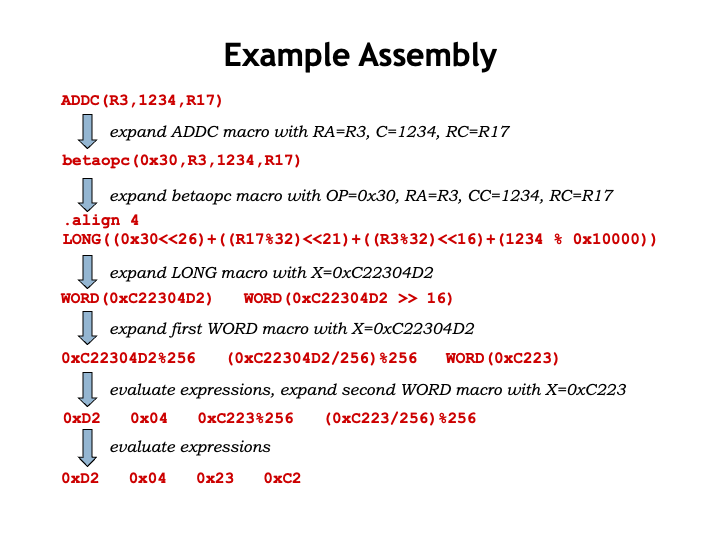 Example Assembly
ADDC(R3,1234,R17)
expand ADDC macro with RA=R3, C=1234, RC=R17
betaopc(0x30,R3,1234,R17)
expand betaopc macro with OP=0x30, RA=R3, CC=1234, RC=R17
.align 4
LONG((0x30<<26)+((R17%32)<<21)+((R3%32)<<16)+(1234 % 0x10000))
expand LONG macro with X=0xC22304D2
WORD(0xC22304D2) WORD(0xC22304D2 >> 16)
expand first WORD macro with X=0xC22304D2
0xC22304D2%256 (0xC22304D2/256)%256 WORD(0xC223)
evaluate expressions, expand second WORD macro with X=0xC223
0xD2 0x04 0xC223%256 (0xC223/256)%256
evaluate expressions
0xD2 0x04 0x23 0xC2